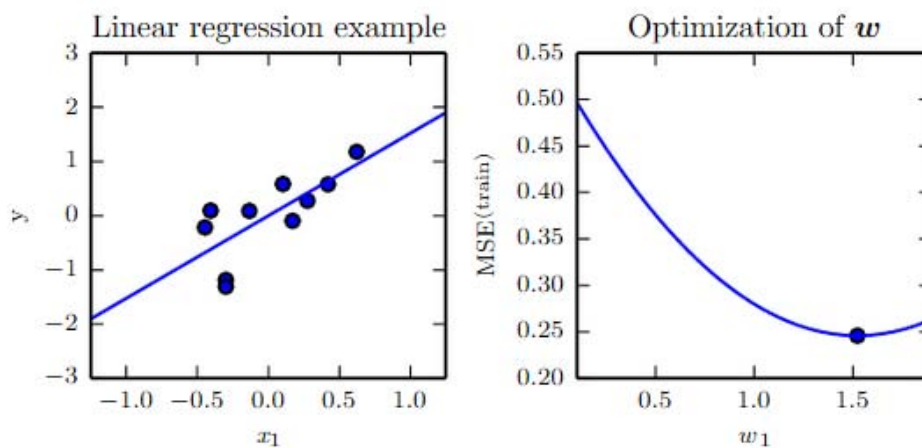 Linear regression example
3
2
1
0
−1
−2
−3
y
−1.0 −0.5 0.0 0.5 1.0
x1
Optimization of w
0.55
0.50
0.45
0.40
0.35
0.30
0.25
0.20
MSE(train)
0.5 1.0 1.5
w1